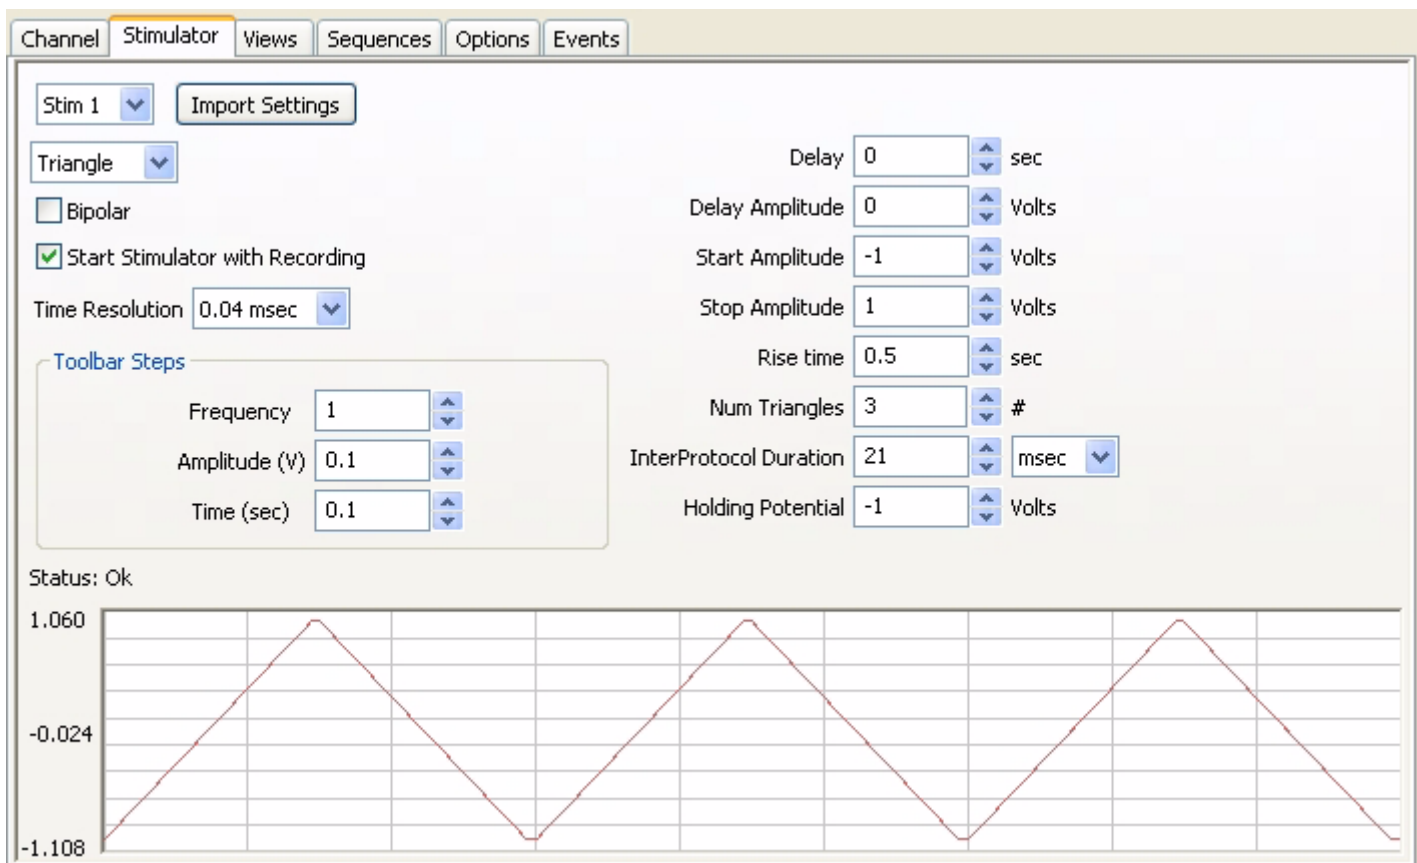 Channel Stimulator Views Sequences Options Events
Stim 1 Import Settings
Triangle
Bipolar
Start Stimulator with Recording
Time Resolution 0.04 msec
Toolbar Steps
Frequency 1
Amplitude (V) 0.1
Time (sec) 0.1
Delay 0 sec
Delay Amplitude 0 Volts
Start Amplitude -1 Volts
Stop Amplitude 1 Volts
Rise time 0.5 sec
Num Triangles 3 #
InterProtocol Duration 21 msec
Holding Potential -1 Volts
Status: Ok
1.060
-0.024
-1.108